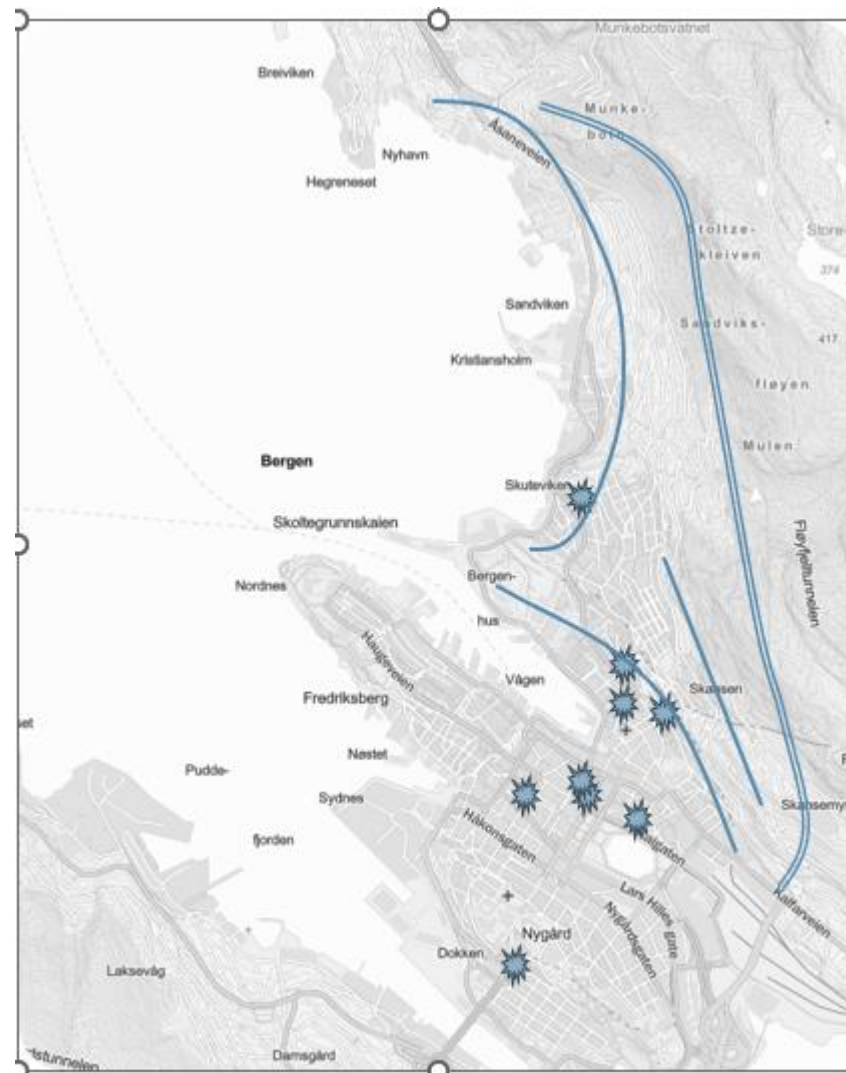 Munkebotsvatnet
Breiviken
Munke-
botn
Åsaneveien
Nyhavn
Hegreneset
Stoltze-
kleiven
Store
374
Sandviken
Sandviks-
417
Kristiansholm
fløyen
Mulen
Bergen
Skuteviken
Skoltegrunnskaien
Fløyfjelltunnelen
Bergen-
Nordnes
hus
Haugeveien
Vågen
Skansen
Fredriksberg
Nøstet
Pudde-
Sydnes
Skansemy
Håkonsgaten
fjorden
Kalfarveien
Lars Hilles gate
Nygårdsgaten
Nygård
Dokken
Laksevåg
Damsgård